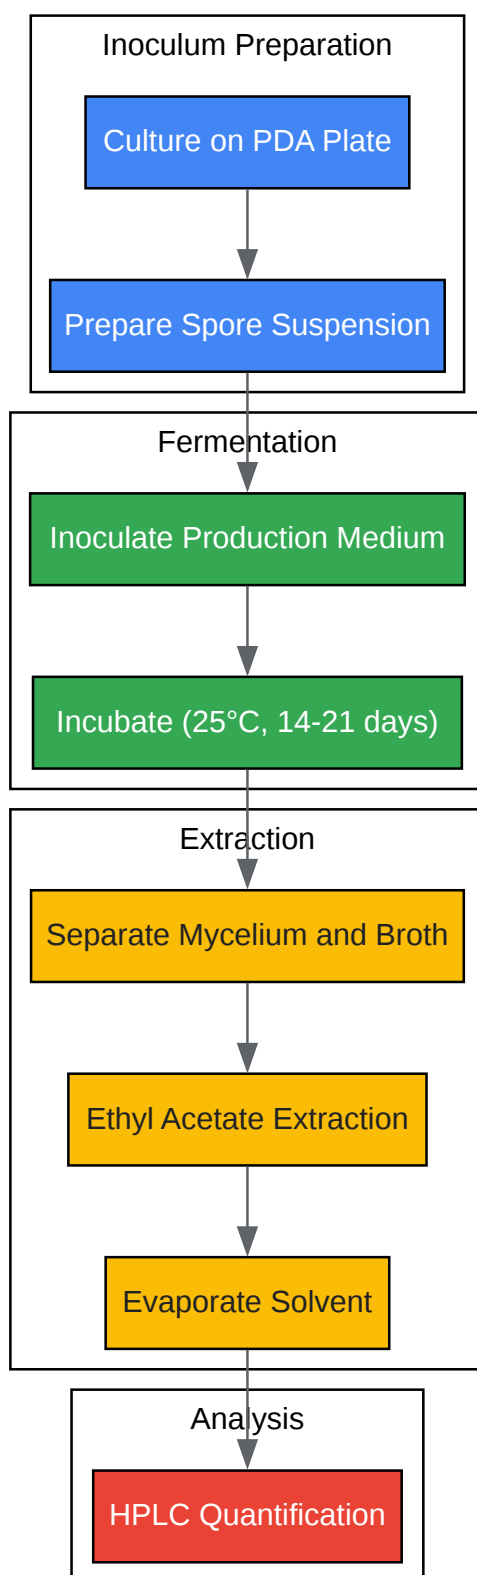 Inoculum Preparation
Culture on PDA Plate
Prepare Spore Suspension
Fermentation
Inoculate Production Medium
Incubate (25°C, 14-21 days)
Extraction
Separate Mycelium and Broth
Ethyl Acetate Extraction
Evaporate Solvent
Analysis
HPLC Quantification